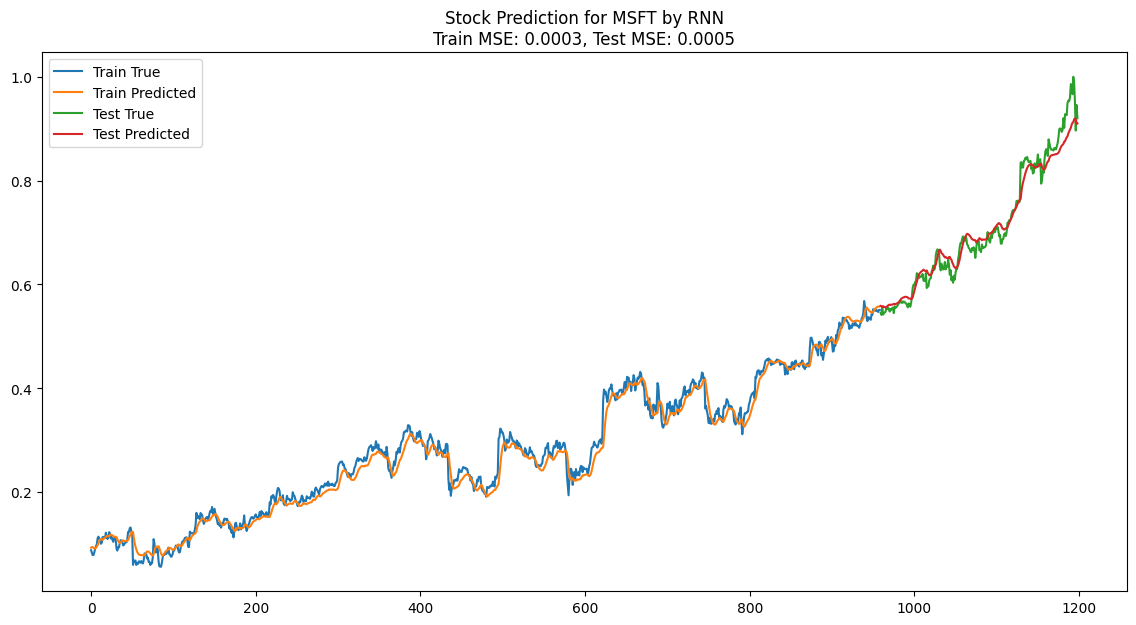 Stock Prediction for MSFT by RNN
Train MSE: 0.0003, Test MSE: 0.0005
Train True
Train Predicted
Test True
Test Predicted
1.0
0.8
0.6
0.4
0.2
0 200 400 600 800 1000 1200